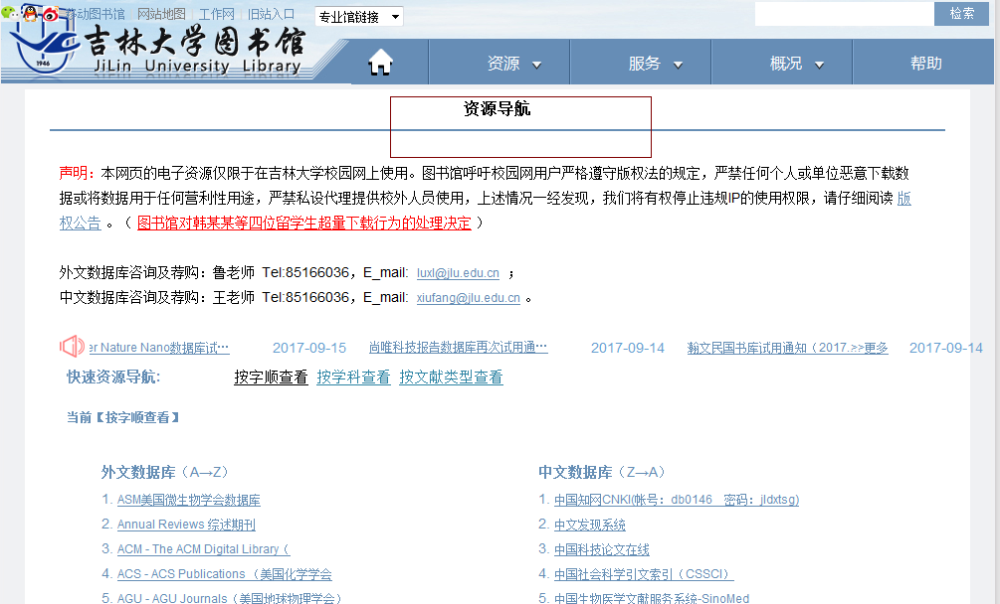 移动图书馆 网站地图 工作网 旧站入口 专业馆链接 检索
吉林大学图书馆
JiLin University Library
1946
资源 服务 概况 帮助
资源导航
声明：本网页的电子资源仅限于在吉林大学校园网上使用。图书馆呼吁校园网用户严格遵守版权法的规定，严禁任何个人或单位恶意下载数
据或将数据用于任何营利性用途，严禁私设代理提供校外人员使用，上述情况一经发现，我们将有权停止违规IP的使用权限，请仔细阅读 版
权公告 。（ 图书馆对韩某某等四位留学生超量下载行为的处理决定 ）
外文数据库咨询及荐购：鲁老师 Tel:85166036，E_mail: luxl@jlu.edu.cn ；
中文数据库咨询及荐购：王老师 Tel:85166036，E_mail: xiufang@jlu.edu.cn 。
er Nature Nano数据库试… 2017-09-15 尚唯科技报告数据库再次试用通… 2017-09-14 瀚文民国书库试用通知（2017.>>更多 2017-09-14
快速资源导航: 按字顺查看 按学科查看 按文献类型查看
当前【按字顺查看】
外文数据库（A→Z） 中文数据库（Z→A）
1. ASM美国微生物学会数据库 1. 中国知网CNKI(帐号：db0146 密码：jldxtsg)
2. Annual Reviews 综述期刊 2. 中文发现系统
3. ACM - The ACM Digital Library（ 3. 中国科技论文在线
4. ACS - ACS Publications （美国化学学会 4. 中国社会科学引文索引（CSSCI）
5. AGU - AGU Journals（美国地球物理学会） 5. 中国生物医学文献服务系统-SinoMed